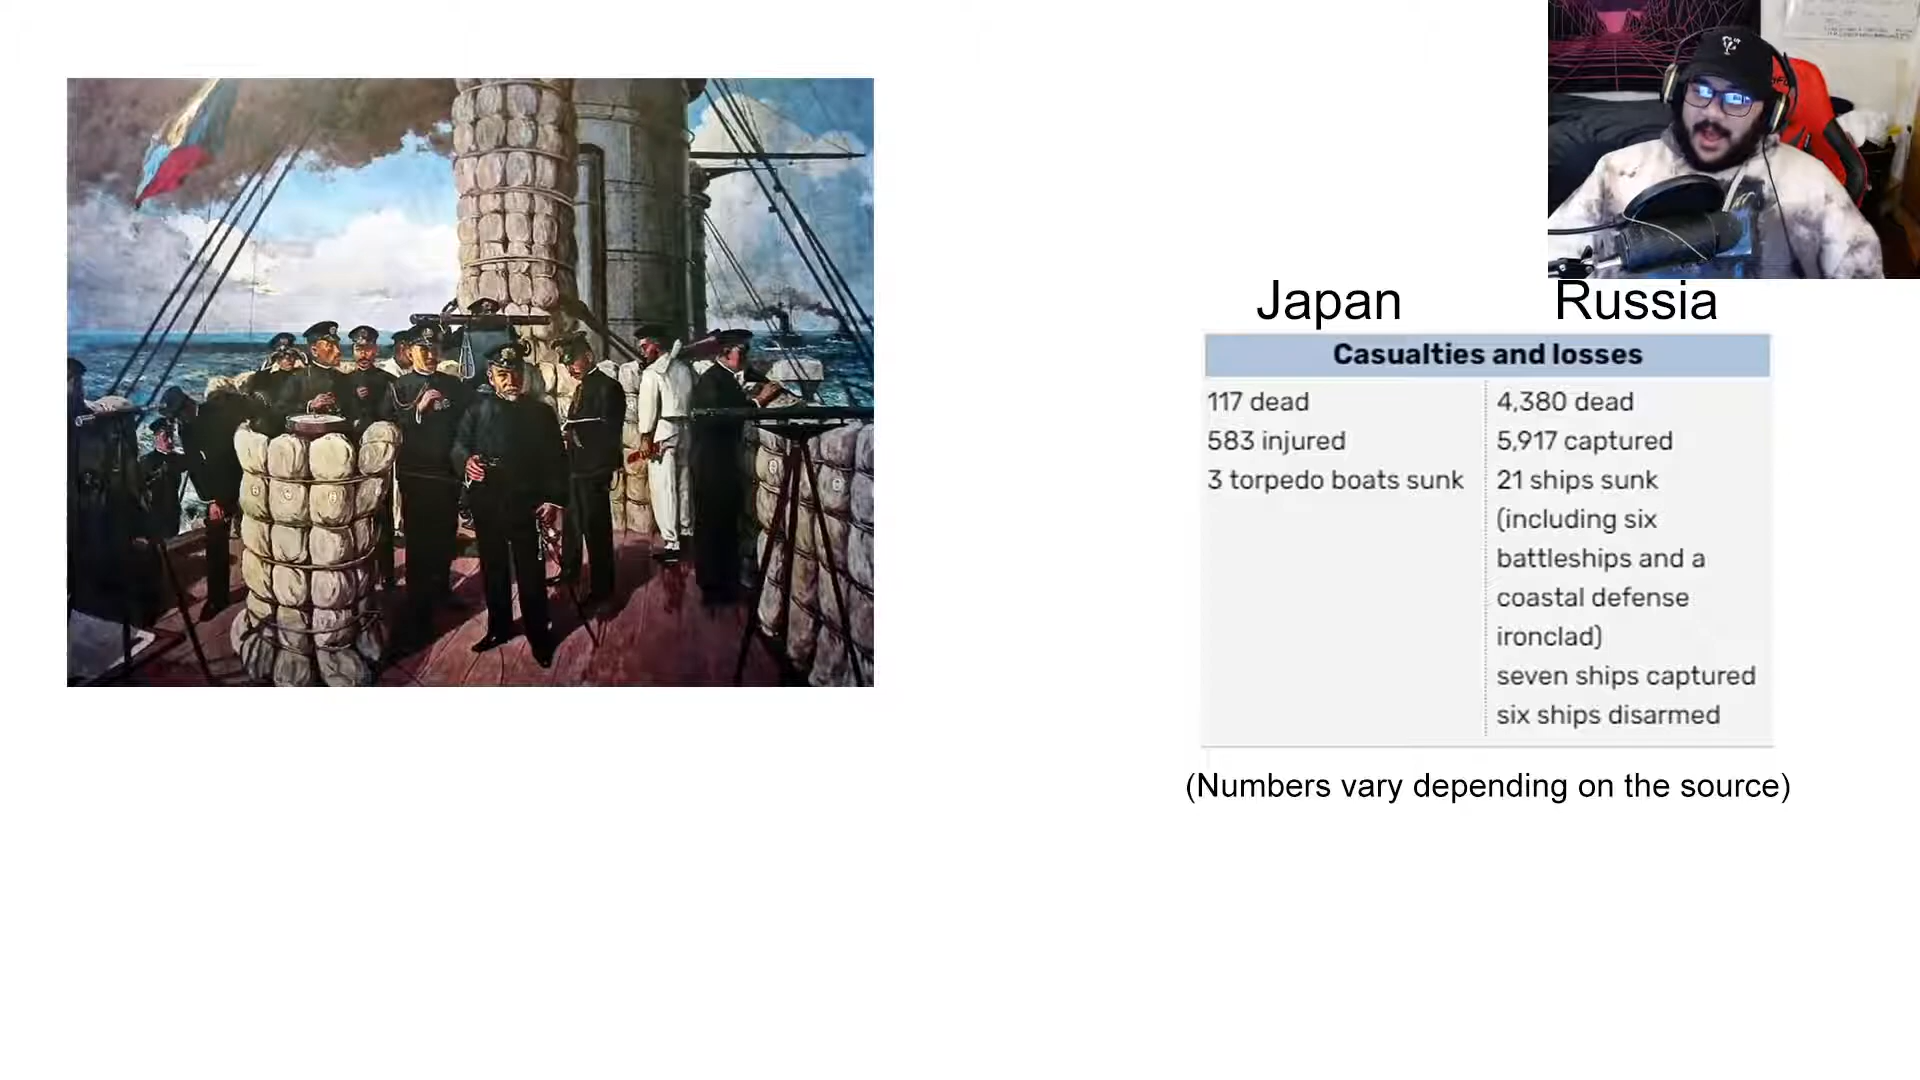 Japan
Russia
Casualties and losses
117 dead
583 injured
3 torpedo boats sunk
4,380 dead
5,917 captured
21 ships sunk
(including six
battleships and a
coastal defense
ironclad)
seven ships captured
six ships disarmed
(Numbers vary depending on the source)